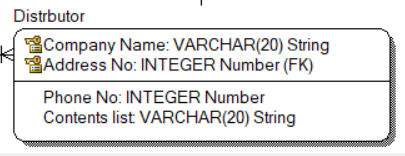 Distrbutor
Company Name: VARCHAR(20) String
Address No: INTEGER Number (FK)
Phone No: INTEGER Number
Contents list: VARCHAR(20) String